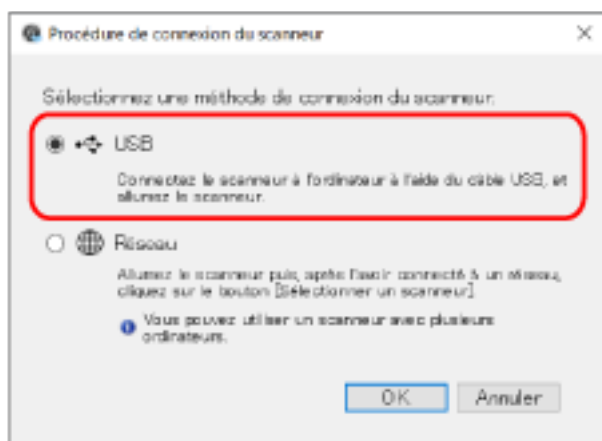 Procédure de connexion du scanneur
Sélectionnez une méthode de connexion du scanneur.
USB
Connectez le scanneur à l'ordinateur à l'aide du câble USB, et
allumez le scanneur.
Réseau
Allumez le scanneur puis, après l'avoir connecté à un réseau,
cliquez sur le bouton [Sélectionner un scanneur].
Vous pouvez utiliser un scanneur avec plusieurs
ordinateurs.
OK
Annuler